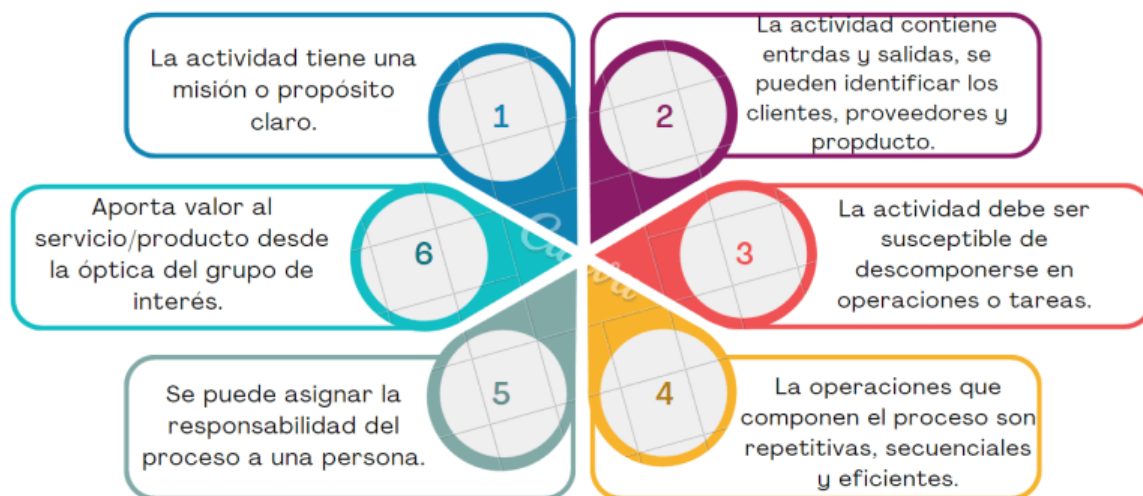 La actividad tiene una
misión o propósito
claro.
1
2
La actividad contiene
entrdas y salidas, se
pueden identificar los
clientes, proveedores y
propducto.
Aporta valor al
servicio/producto desde
la óptica del grupo de
interés.
6
3
La actividad debe ser
susceptible de
descomponerse en
operaciones o tareas.
Se puede asignar la
responsabilidad del
proceso a una persona.
5
4
La operaciones que
componen el proceso son
repetitivas, secuenciales
y eficientes.
Canva